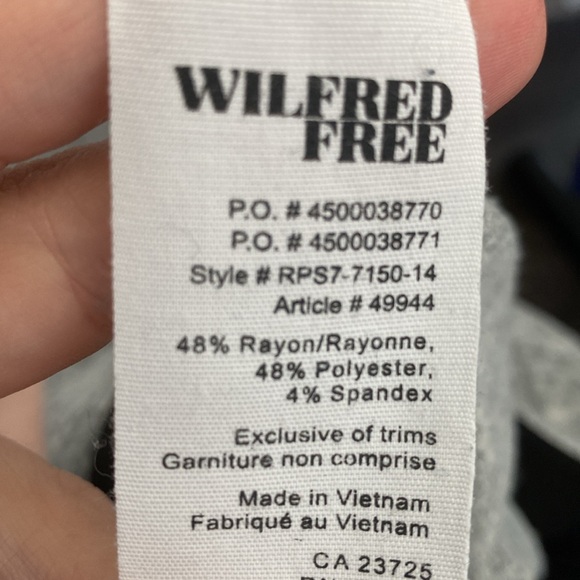 WILFRED
FREE
P.O. # 4500038770
P.O. # 4500038771
Style # RPS7-7150-14
Article # 49944
48% Rayon/Rayonne,
48% Polyester,
4% Spandex
Exclusive of trims
Garniture non comprise
Made in Vietnam
Fabriqué au Vietnam
CA 23725